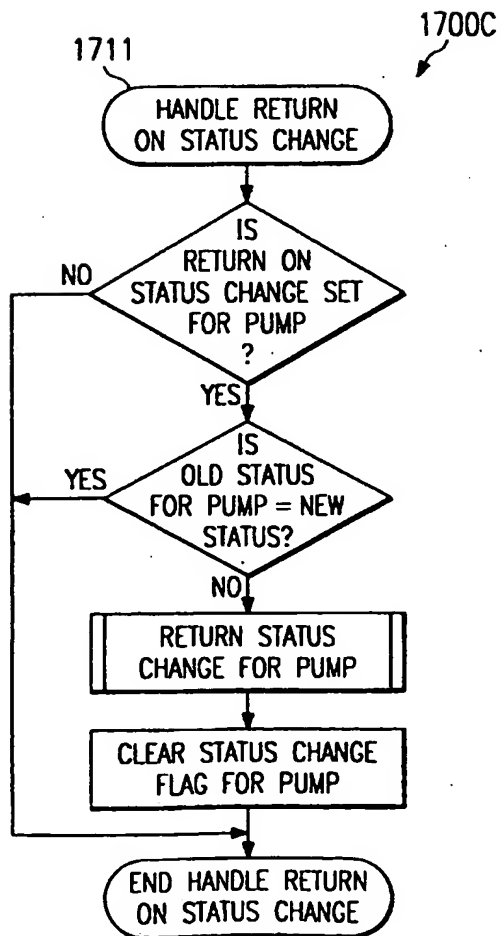 1700C
1711
HANDLE RETURN
ON STATUS CHANGE
IS
RETURN ON
STATUS CHANGE SET
FOR PUMP
?
NO
YES
IS
OLD STATUS
FOR PUMP = NEW
STATUS?
YES
NO
RETURN STATUS
CHANGE FOR PUMP
CLEAR STATUS CHANGE
FLAG FOR PUMP
END HANDLE RETURN
ON STATUS CHANGE